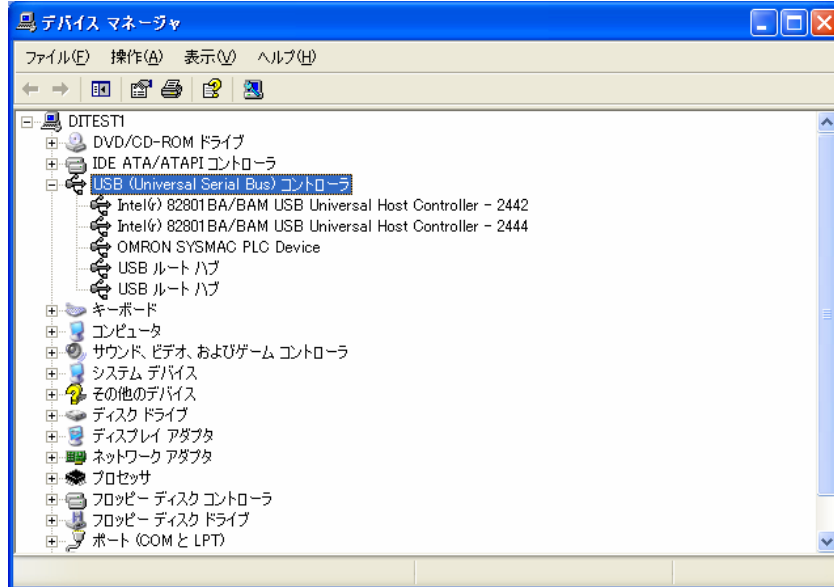 デバイス マネージャ
ファイル(F) 操作(A) 表示(V) ヘルプ(H)
DITEST1
DVD/CD-ROM ドライブ
IDE ATA/ATAPI コントローラ
USB (Universal Serial Bus) コントローラ
Intel(r) 82801BA/BAM USB Universal Host Controller - 2442
Intel(r) 82801BA/BAM USB Universal Host Controller - 2444
OMRON SYSMAC PLC Device
USB ルート ハブ
USB ルート ハブ
キーボード
コンピュータ
サウンド、ビデオ、およびゲーム コントローラ
システム デバイス
その他のデバイス
ディスク ドライブ
ディスプレイ アダプタ
ネットワーク アダプタ
プロセッサ
フロッピー ディスク コントローラ
フロッピー ディスク ドライブ
ポート (COM と LPT)